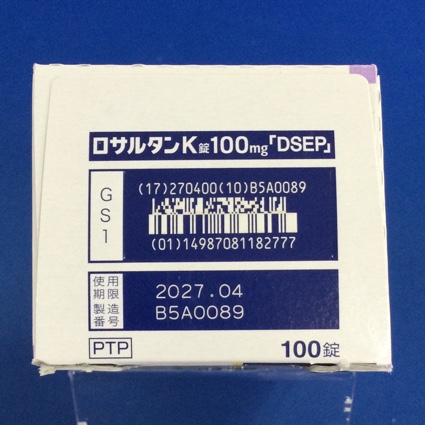 ロサルタンK錠100mg「DSEP」
GS1
(17)270400(10)B5A0089
(01)14987081182777
使用期限 2027.04
製造番号 B5A0089
PTP
100錠